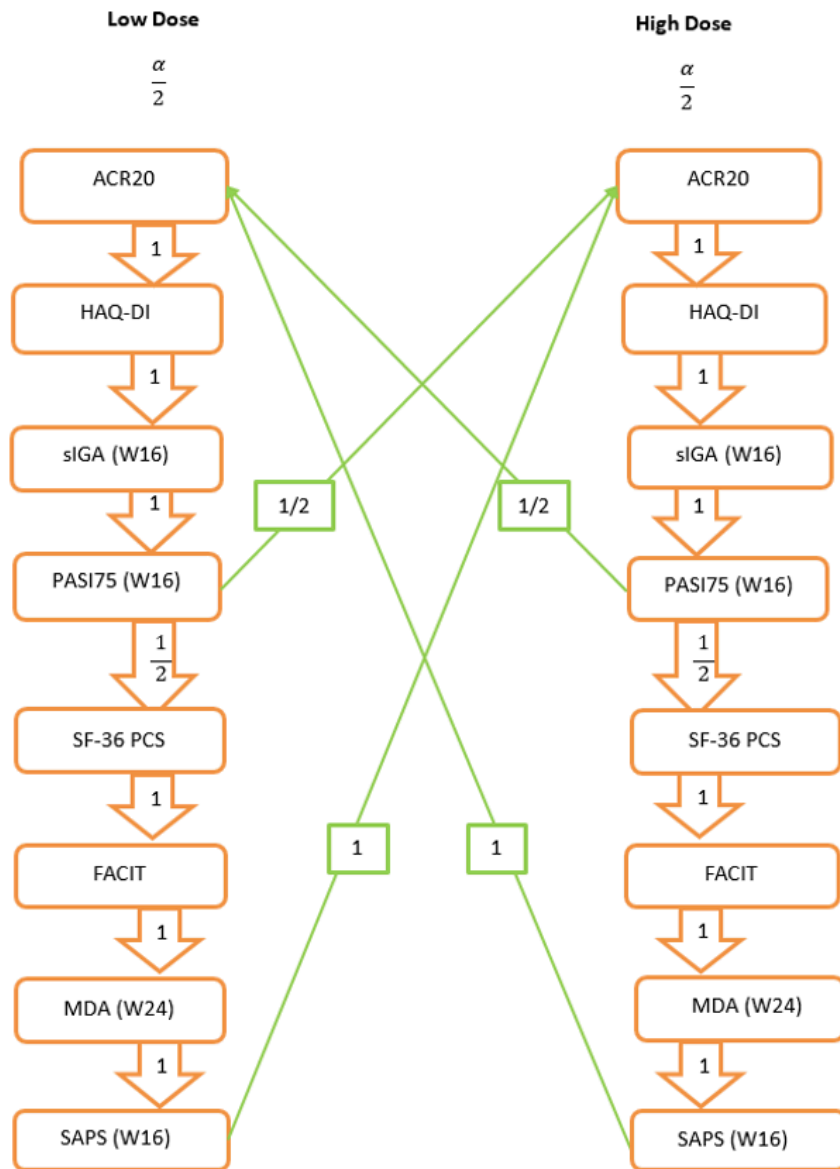 Low Dose
High Dose
α/2
α/2
ACR20
ACR20
1
1
HAQ-DI
HAQ-DI
1
1
sIGA (W16)
sIGA (W16)
1
1/2
1/2
1
PASI75 (W16)
PASI75 (W16)
1/2
1/2
SF-36 PCS
SF-36 PCS
1
1
1
1
FACIT
FACIT
1
1
MDA (W24)
MDA (W24)
1
1
SAPS (W16)
SAPS (W16)